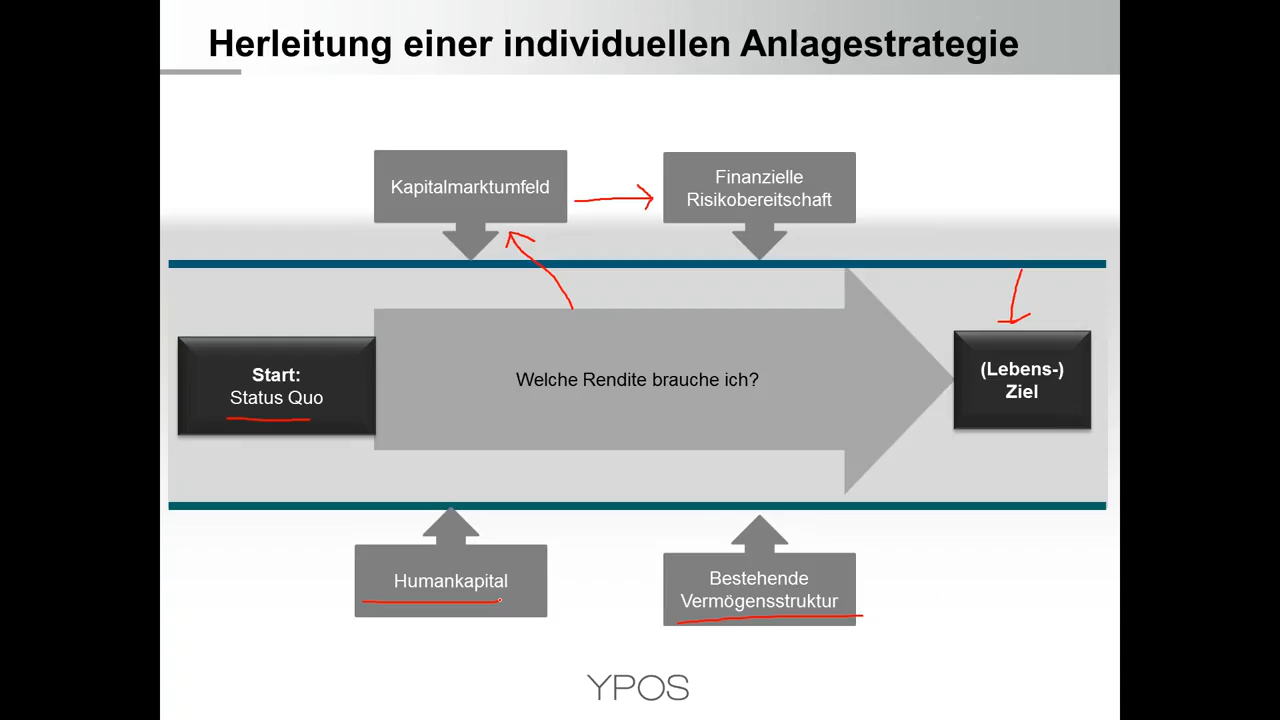 Herleitung einer individuellen Anlagestrategie
Kapitalmarktumfeld
Finanzielle
Risikobereitschaft
Start:
Status Quo
Welche Rendite brauche ich?
(Lebens-)
Ziel
Humankapital
Bestehende
Vermögensstruktur
YPOS